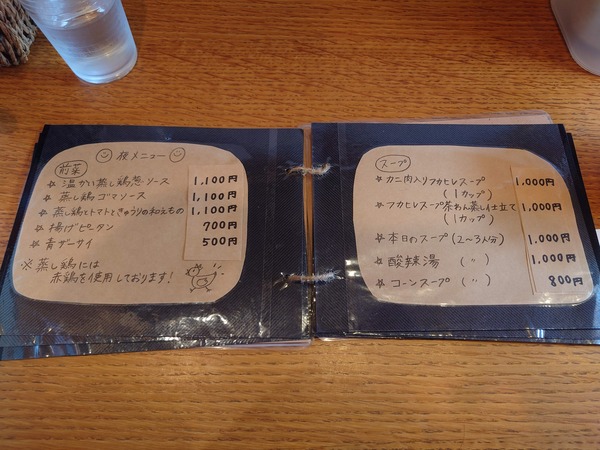 夜メニュー
前菜
☆ 温かい蒸し鶏葱ソース 1,100円
☆ 蒸し鶏ゴマソース 1,100円
☆ 蒸し鶏とトマトときゅうりの和えもの 1,100円
☆ 揚げピータン 700円
☆ 青ザーサイ 500円
※ 蒸し鶏には
赤鶏を使用しております!
スープ
☆ カニ肉入りフカヒレスープ 1,000円
(1カップ)
☆ フカヒレスープ茶わん蒸し仕立て 1,000円
(1カップ)
☆ 本日のスープ(2〜3人分) 1,000円
☆ 酸辣湯 (〃) 1,000円
☆ コーンスープ (〃) 800円